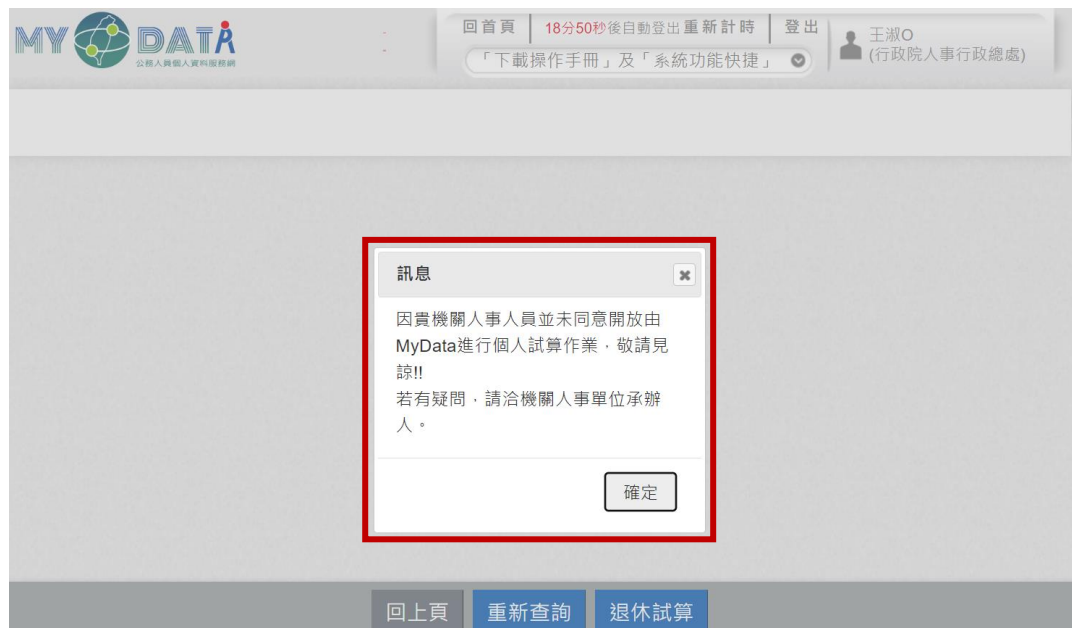 MY DATA
公務人員個人資料服務網
回首頁 18分50秒後自動登出重新計時 登出
「下載操作手冊」及「系統功能快捷」
王淑O
(行政院人事行政總處)
訊息
因貴機關人事人員並未同意開放由
MyData進行個人試算作業，敬請見
諒!!
若有疑問，請洽機關人事單位承辦
人。
確定
回上頁 重新查詢 退休試算